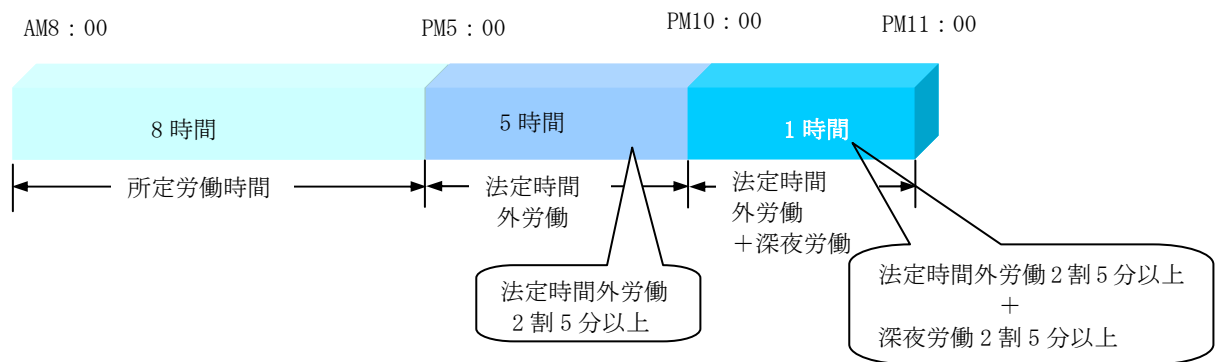 AM8：00
PM5：00
PM10：00
PM11：00
8時間
5時間
1時間
所定労働時間
法定時間
外労働
法定時間
外労働
＋深夜労働
法定時間外労働
2割5分以上
法定時間外労働2割5分以上
＋
深夜労働2割5分以上